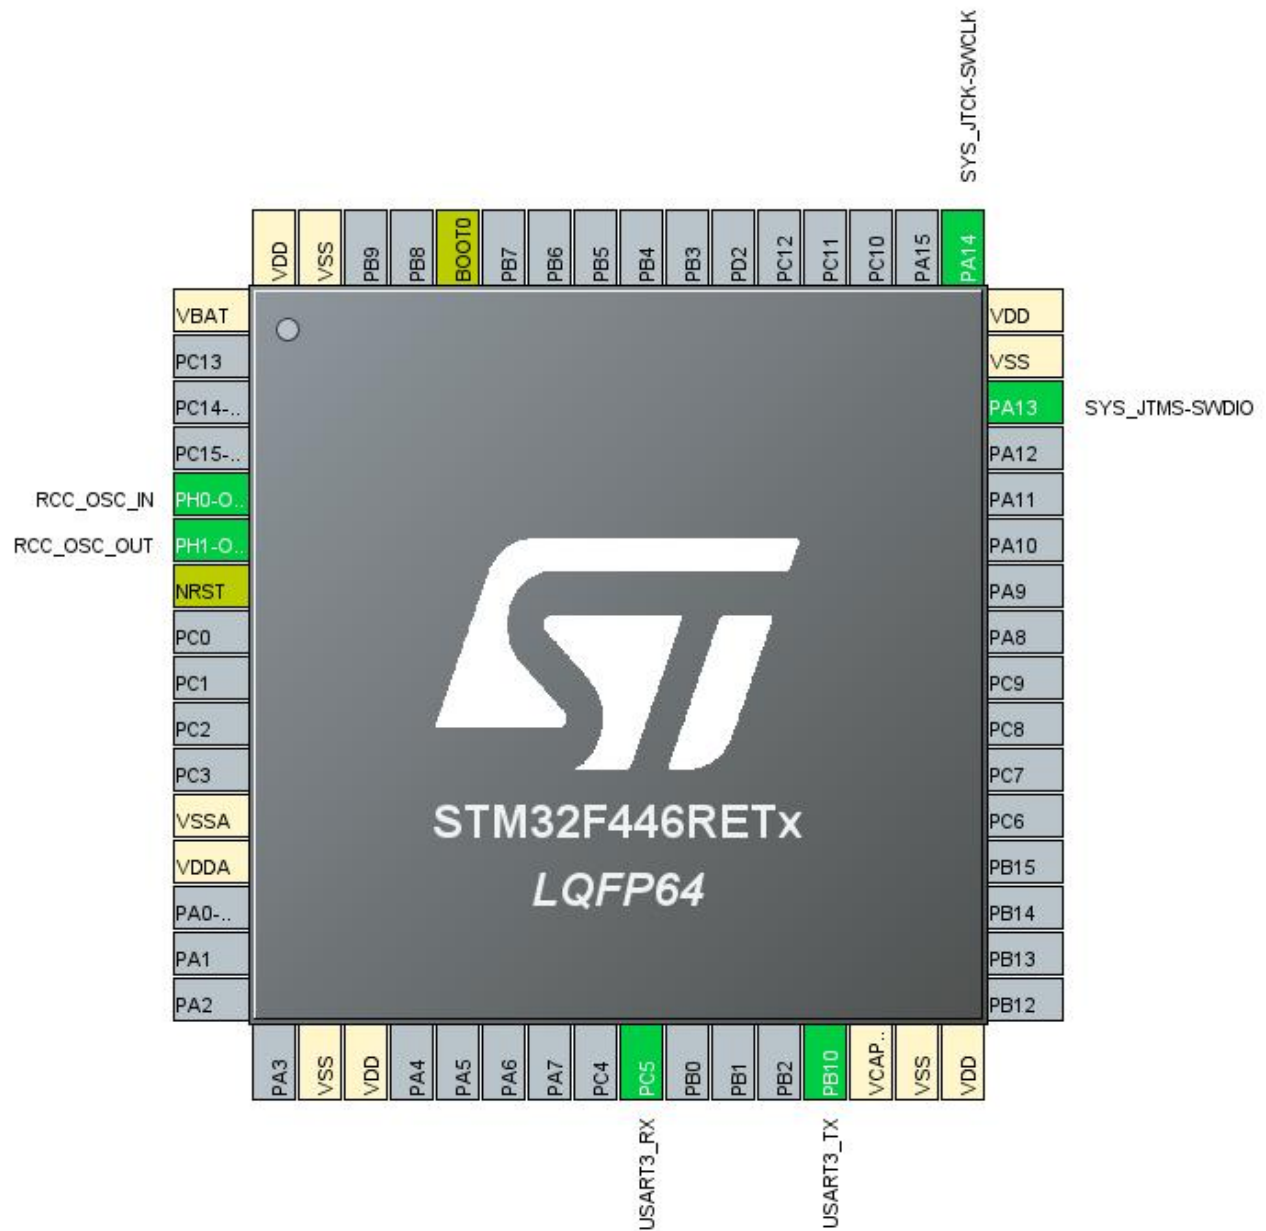 SYS_JTCK-SWCLK
VDD
VSS
PB9
PB8
BOOT0
PB7
PB6
PB5
PB4
PB3
PD2
PC12
PC11
PC10
PA15
PA14
VBAT
PC13
PC14-..
PC15-..
RCC_OSC_IN PH0-O..
RCC_OSC_OUT PH1-O..
NRST
PC0
PC1
PC2
PC3
VSSA
VDDA
PA0-..
PA1
PA2
STM32F446RETx
LQFP64
VDD
VSS
PA13 SYS_JTMS-SWDIO
PA12
PA11
PA10
PA9
PA8
PC9
PC8
PC7
PC6
PB15
PB14
PB13
PB12
PA3
VSS
VDD
PA4
PA5
PA6
PA7
PC4
PC5
PB0
PB1
PB2
PB10
VCAP..
VSS
VDD
USART3_RX
USART3_TX